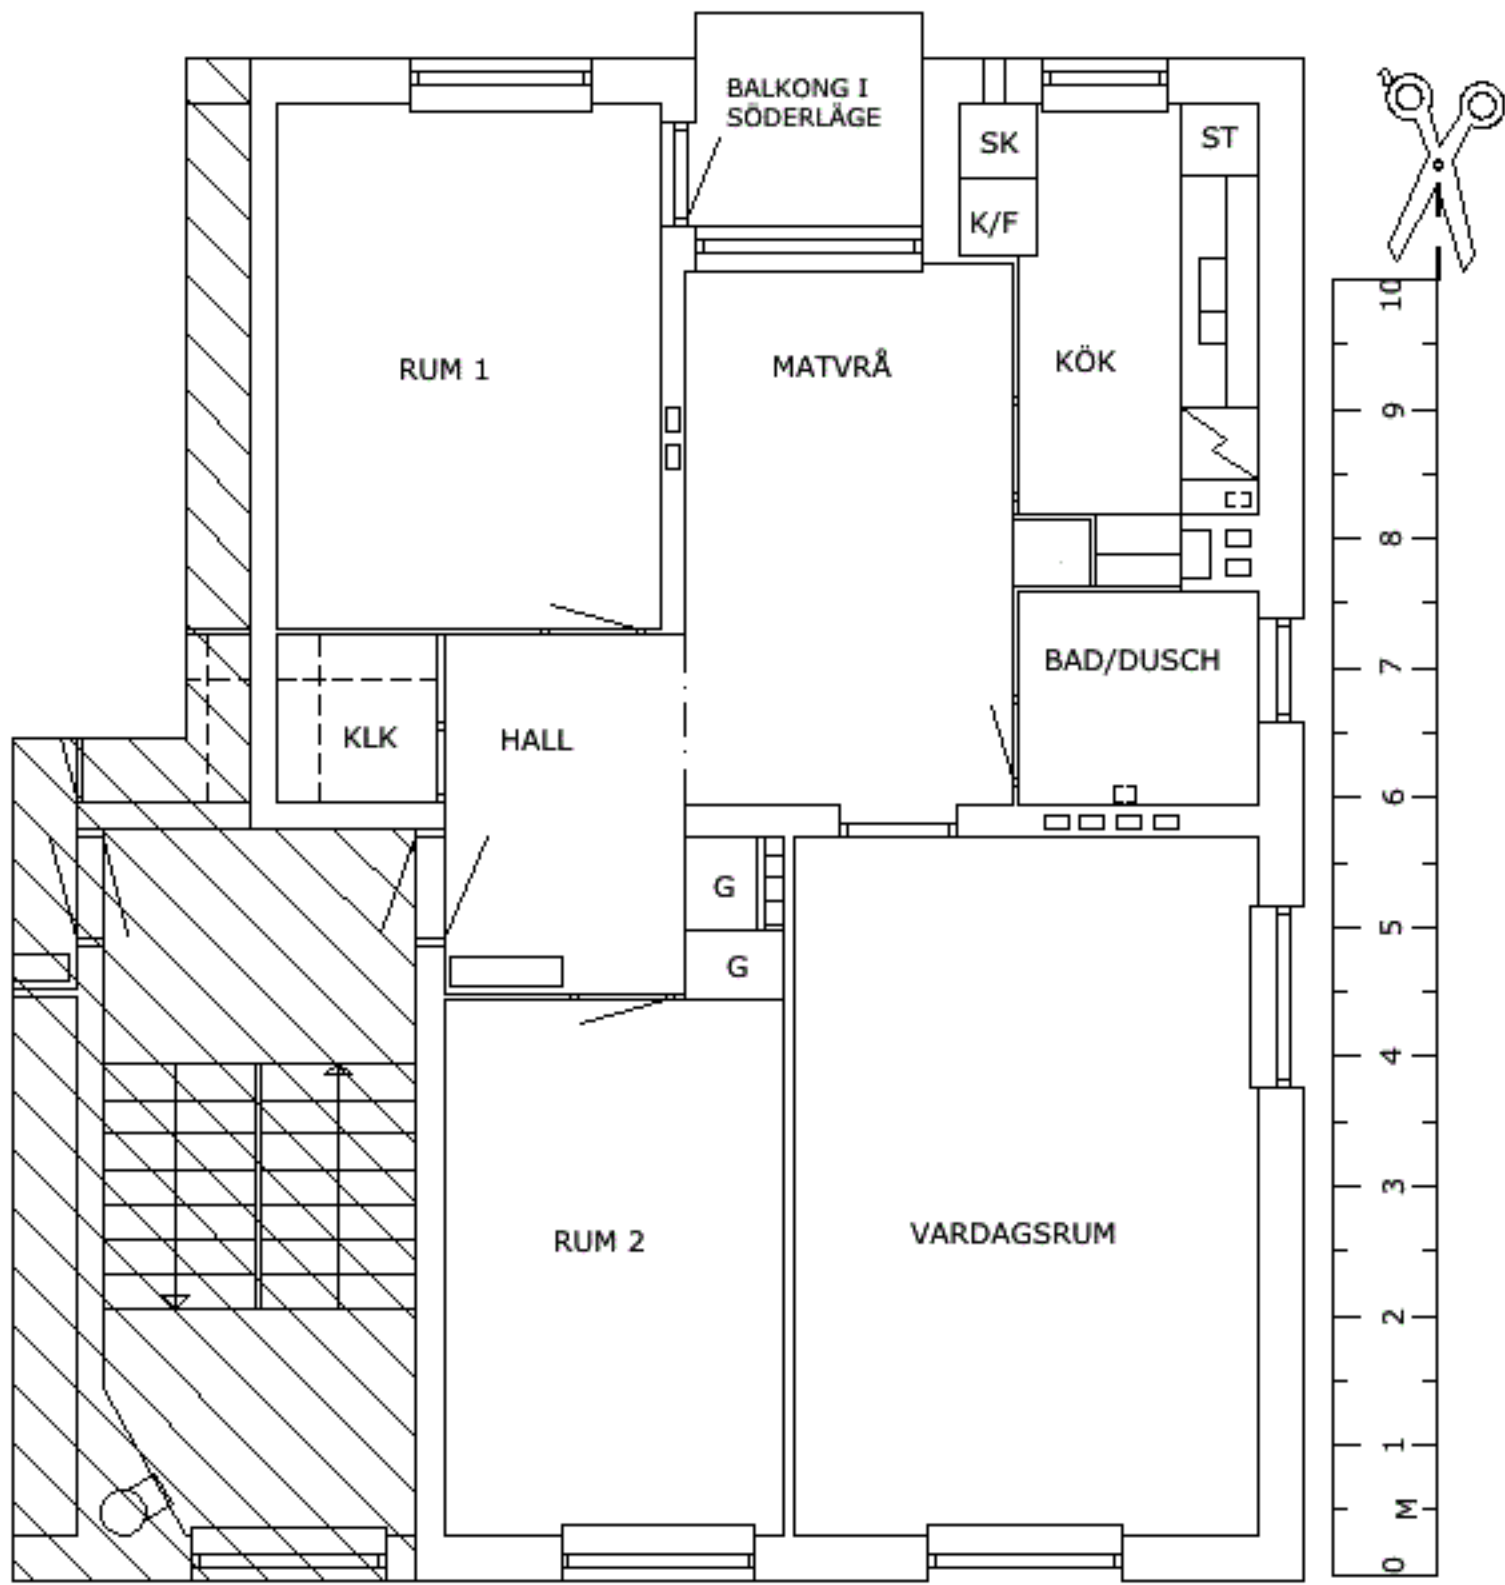 BALKONG I
SÖDERLÄGE
SK
ST
K/F
RUM 1
MATVRÅ
KÖK
BAD/DUSCH
KLK
HALL
G
G
RUM 2
VARDAGSRUM
10
9
8
7
6
5
4
3
2
1
M
0